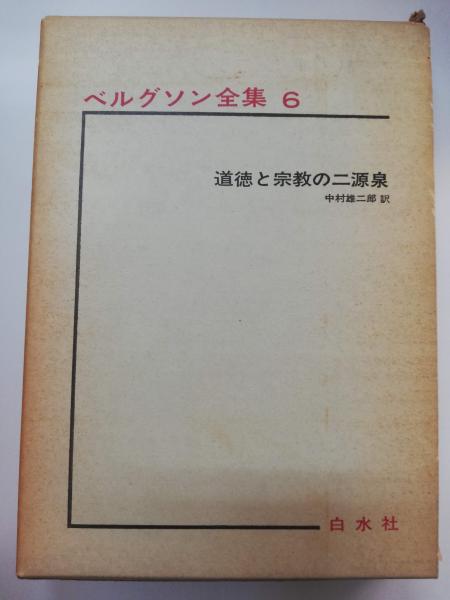 ベルグソン全集 6
道徳と宗教の二源泉
中村雄二郎 訳
白水社